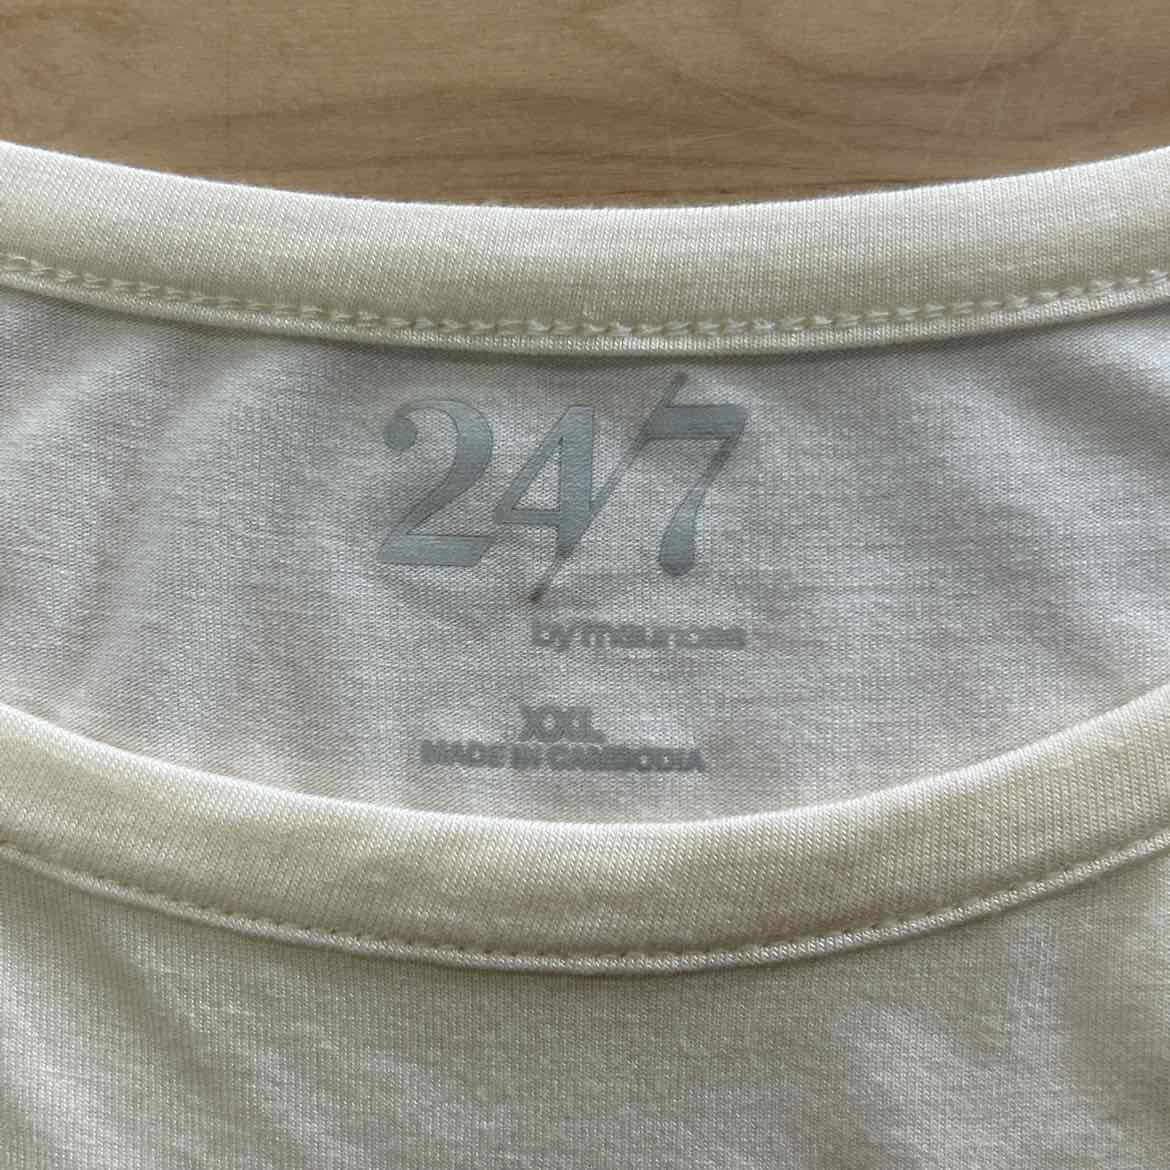 24/7
by maurices
XXL
MADE IN CAMBODIA